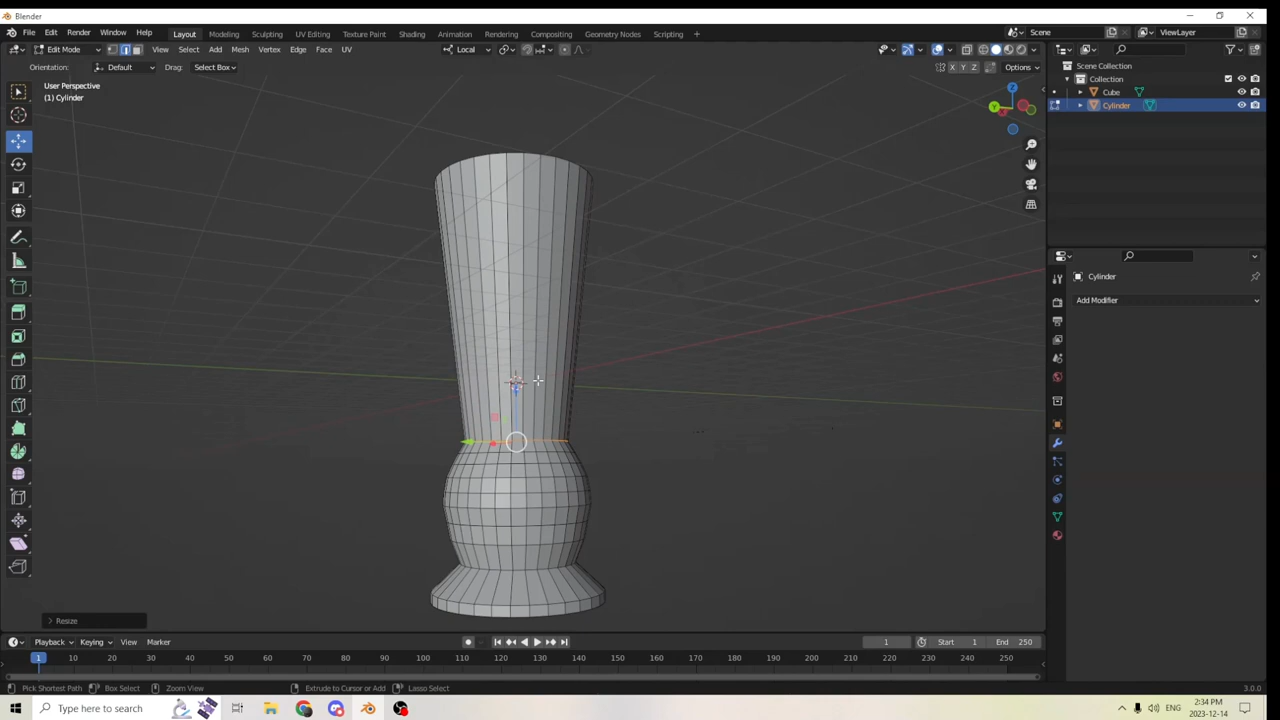 Blender
File Edit Render Window Help Layout Modeling Sculpting UV Editing Texture Paint Shading Animation Rendering Compositing Geometry Nodes Scripting + Scene ViewLayer
Edit Mode View Select Add Mesh Vertex Edge Face UV Local
Orientation: Default Drag: Select Box X Y Z Options
Scene Collection
Collection
Cube
Cylinder
User Perspective
(1) Cylinder
Z
Y
Cylinder
Add Modifier
Resize
Playback Keying View Marker 1 Start 1 End 250
1 10 20 30 40 50 60 70 80 90 100 110 120 130 140 150 160 170 180 190 200 210 220 230 240 250
Pick Shortest Path Box Select Zoom View Extrude to Cursor or Add Lasso Select 3.0.0
Type here to search ENG 2:34 PM
2023-12-14